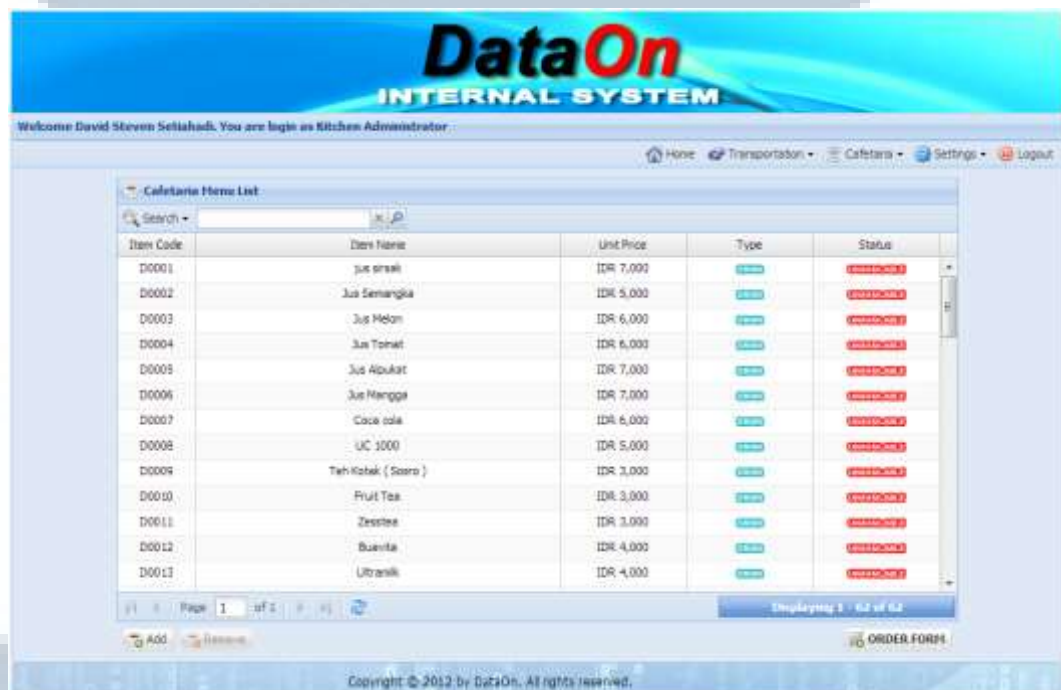 DataOn
INTERNAL SYSTEM
Welcome David Steven Setiahadi. You are login as Kitchen Administrator
Home Transportation Cafetaria Settings Logout
Cafetaria Menu List
Search
Item Code Item Name Unit Price Type Status
D0001 jus sirsak IDR 7,000
D0002 Jus Semangka IDR 5,000
D0003 Jus Melon IDR 6,000
D0004 Jus Tomat IDR 6,000
D0005 Jus Alpukat IDR 7,000
D0006 Jus Mangga IDR 7,000
D0007 Coca cola IDR 6,000
D0008 UC 1000 IDR 5,000
D0009 Teh Kotak ( Sosro ) IDR 3,000
D0010 Fruit Tea IDR 3,000
D0011 Zesstea IDR 3,000
D0012 Buavita IDR 4,000
D0013 Ultramilk IDR 4,000
Page 1 of 1 Displaying 1 - 62 of 62
Add Remove ORDER FORM
Copyright © 2012 by DataOn. All rights reserved.